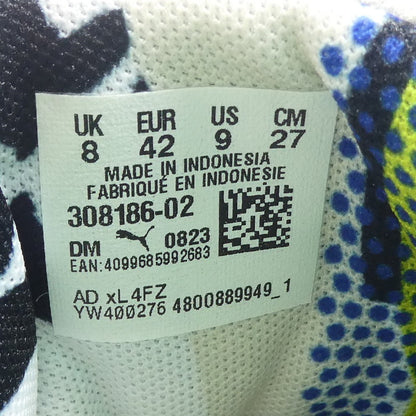 UK EUR US CM
8 42 9 27
MADE IN INDONESIA
FABRIQUÉ EN INDONESIE
308186-02
DM 0823
EAN:4099685992683
AD xL4FZ
YW400276 4800889949_1